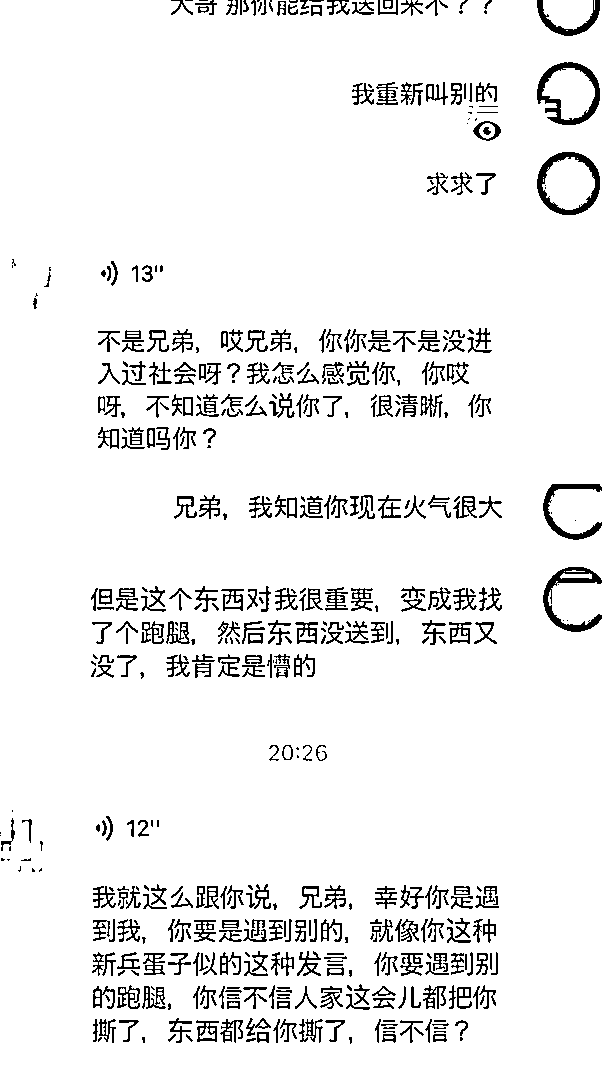 大哥 那你能给我送回来不？？
我重新叫别的
求求了
13"
不是兄弟，哎兄弟，你你是不是没进
入过社会呀？我怎么感觉你，你哎
呀，不知道怎么说你了，很清晰，你
知道吗你？
兄弟，我知道你现在火气很大
但是这个东西对我很重要，变成我找
了个跑腿，然后东西没送到，东西又
没了，我肯定是懵的
20:26
12"
我就这么跟你说，兄弟，幸好你是遇
到我，你要是遇到别的，就像你这种
新兵蛋子似的这种发言，你要遇到别
的跑腿，你信不信人家这会儿都把你
撕了，东西都给你撕了，信不信？